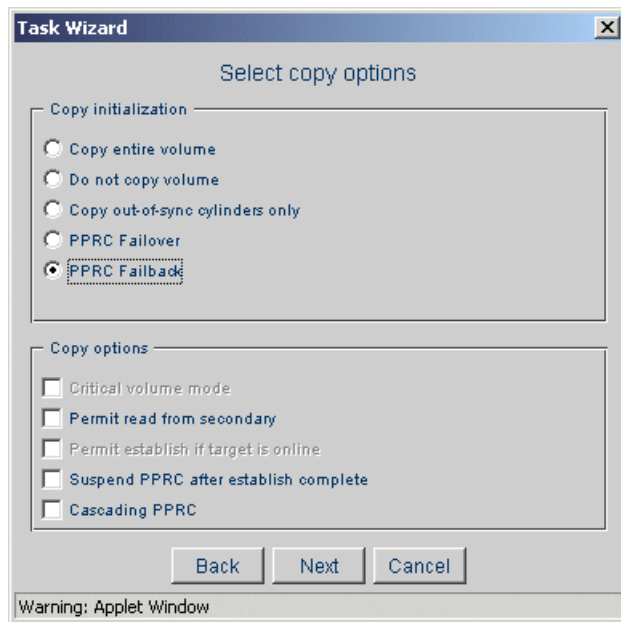 Task Wizard
Select copy options
Copy initialization
Copy entire volume
Do not copy volume
Copy out-of-sync cylinders only
PPRC Failover
PPRC Failback
Copy options
Critical volume mode
Permit read from secondary
Permit establish if target is online
Suspend PPRC after establish complete
Cascading PPRC
Back Next Cancel
Warning: Applet Window